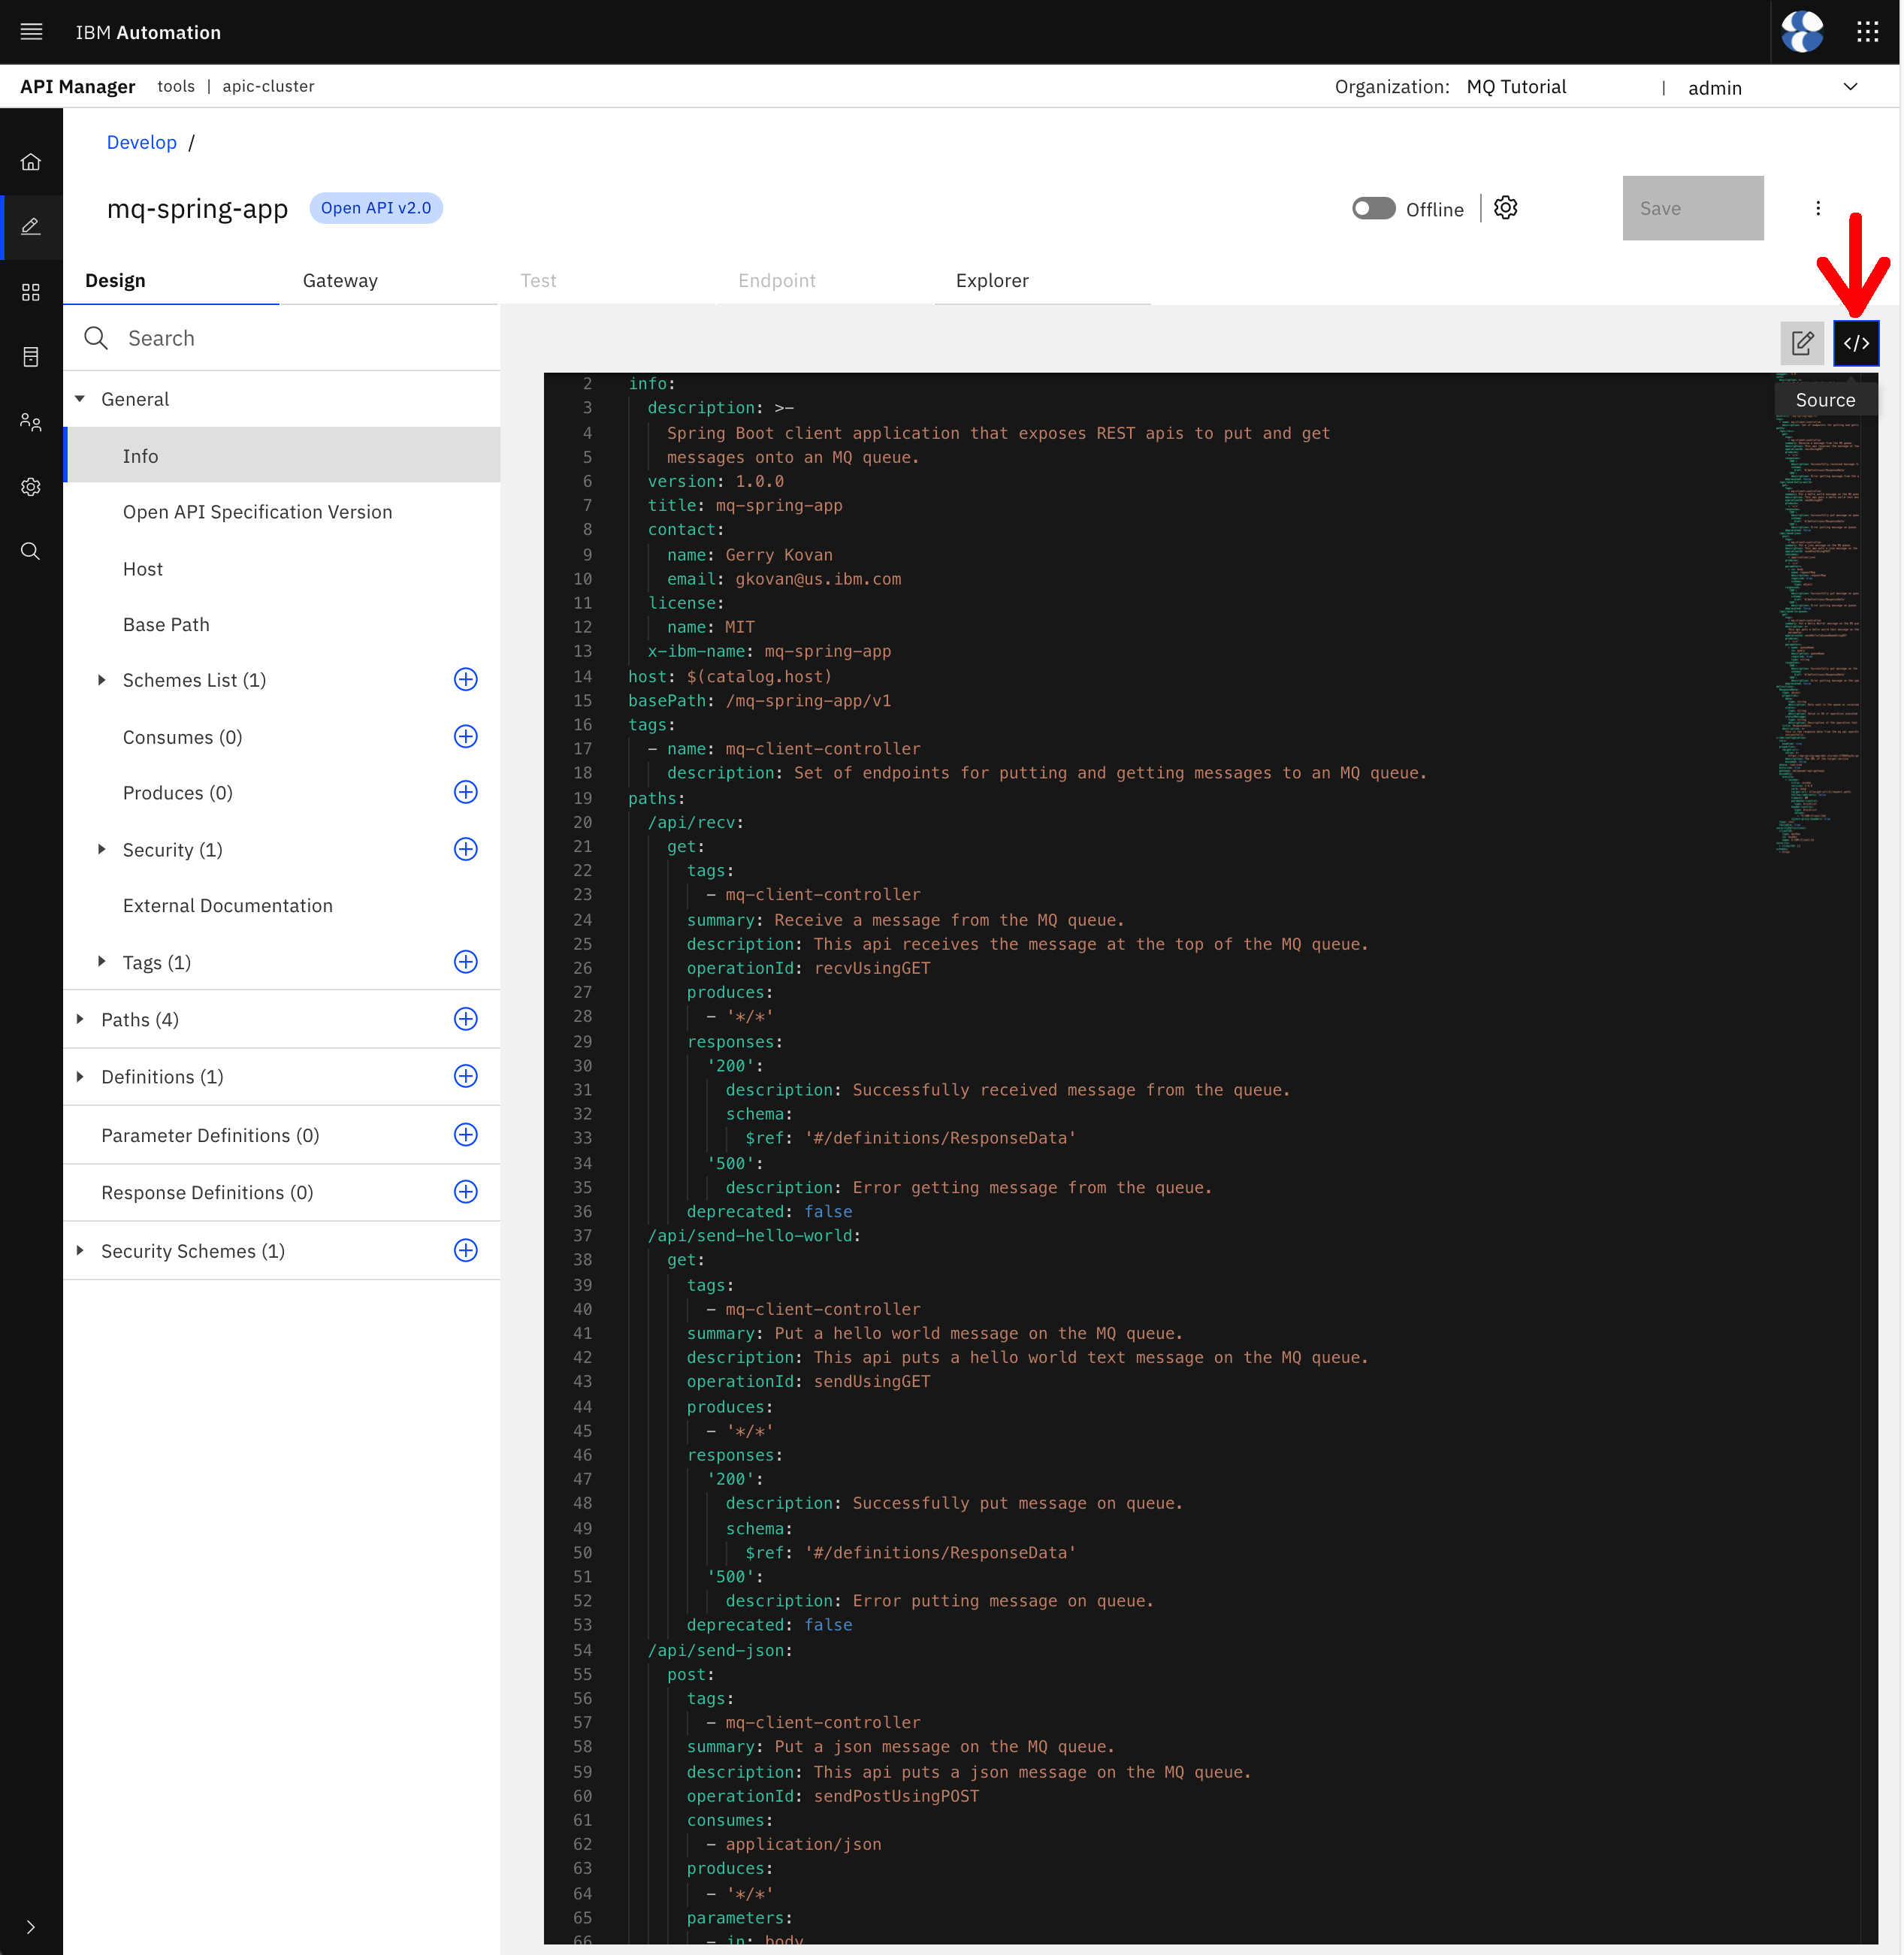 IBM Automation
API Manager tools | apic-cluster Organization: MQ Tutorial | admin
Develop /
mq-spring-app Open API v2.0 Offline Save
Design Gateway Test Endpoint Explorer
Search
General
Info
Open API Specification Version
Host
Base Path
Schemes List (1)
Consumes (0)
Produces (0)
Security (1)
External Documentation
Tags (1)
Paths (4)
Definitions (1)
Parameter Definitions (0)
Response Definitions (0)
Security Schemes (1)
</>
Source
2 info:
3 description: >-
4 Spring Boot client application that exposes REST apis to put and get
5 messages onto an MQ queue.
6 version: 1.0.0
7 title: mq-spring-app
8 contact:
9 name: Gerry Kovan
10 email: gkovan@us.ibm.com
11 license:
12 name: MIT
13 x-ibm-name: mq-spring-app
14 host: $(catalog.host)
15 basePath: /mq-spring-app/v1
16 tags:
17 - name: mq-client-controller
18 description: Set of endpoints for putting and getting messages to an MQ queue.
19 paths:
20 /api/recv:
21 get:
22 tags:
23 - mq-client-controller
24 summary: Receive a message from the MQ queue.
25 description: This api receives the message at the top of the MQ queue.
26 operationId: recvUsingGET
27 produces:
28 - '*/*'
29 responses:
30 '200':
31 description: Successfully received message from the queue.
32 schema:
33 $ref: '#/definitions/ResponseData'
34 '500':
35 description: Error getting message from the queue.
36 deprecated: false
37 /api/send-hello-world:
38 get:
39 tags:
40 - mq-client-controller
41 summary: Put a hello world message on the MQ queue.
42 description: This api puts a hello world text message on the MQ queue.
43 operationId: sendUsingGET
44 produces:
45 - '*/*'
46 responses:
47 '200':
48 description: Successfully put message on queue.
49 schema:
50 $ref: '#/definitions/ResponseData'
51 '500':
52 description: Error putting message on queue.
53 deprecated: false
54 /api/send-json:
55 post:
56 tags:
57 - mq-client-controller
58 summary: Put a json message on the MQ queue.
59 description: This api puts a json message on the MQ queue.
60 operationId: sendPostUsingPOST
61 consumes:
62 - application/json
63 produces:
64 - '*/*'
65 parameters:
66 - in: body